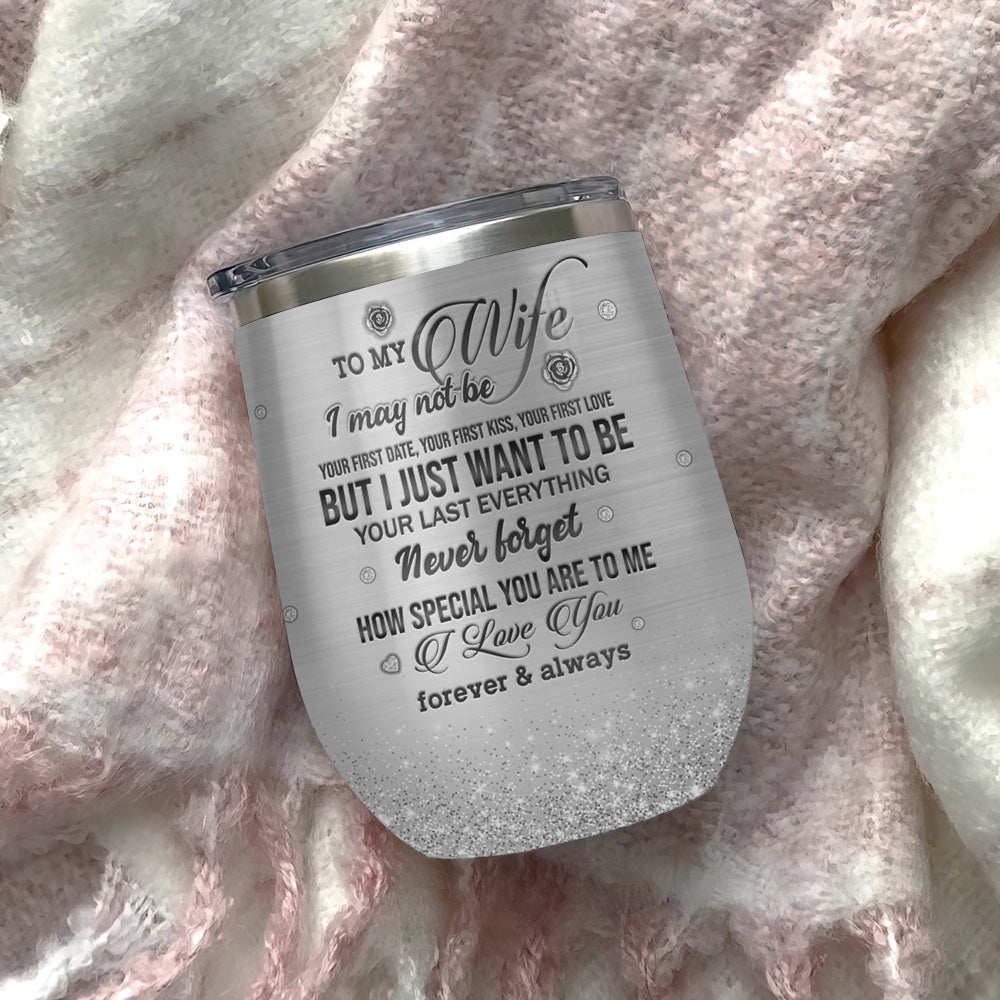 TO MY Wife
I may not be
YOUR FIRST DATE, YOUR FIRST KISS, YOUR FIRST LOVE
BUT I JUST WANT TO BE
YOUR LAST EVERYTHING
Never forget
HOW SPECIAL YOU ARE TO ME
I Love You
forever & always